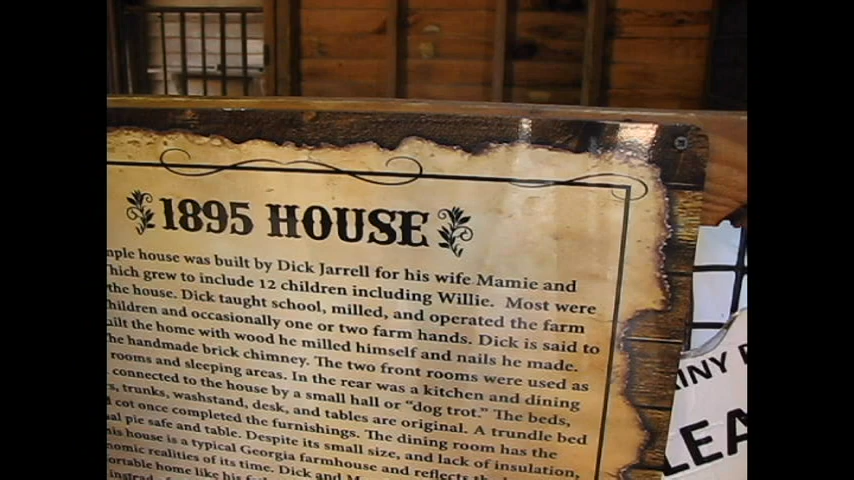 1895 HOUSE
house was built by Dick Jarrell for his wife Mamie and
which grew to include 12 children including Willie. Most were
the house. Dick taught school, milled, and operated the farm
children and occasionally one or two farm hands. Dick is said to
the home with wood he milled himself and nails he made.
handmade brick chimney. The two front rooms were used as
rooms and sleeping areas. In the rear was a kitchen and dining
connected to the house by a small hall or “dog trot.” The beds,
trunks, washstand, desk, and tables are original. A trundle bed
cot once completed the furnishings. The dining room has the
pie safe and table. Despite its small size, and lack of insulation,
house is a typical Georgia farmhouse and reflects the
realities of its time. Dick and
home like his
LEA